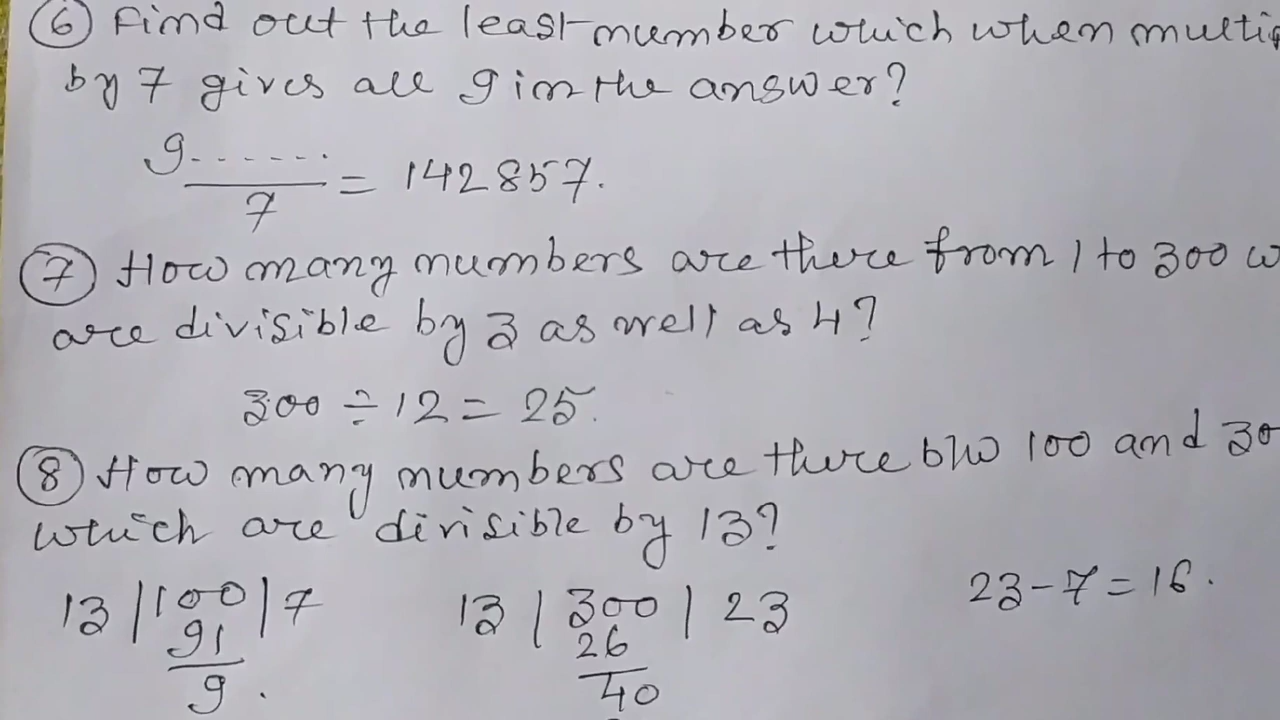 ⑥ Find out the least number which when multip
by 7 gives all 9 in the answer?
9....... / 7 = 142857.
⑦ How many numbers are there from 1 to 300 w
are divisible by 3 as well as 4?
300 ÷ 12 = 25.
⑧ How many numbers are there b/w 100 and 30
which are divisible by 13?
13 | 100 | 7 13 | 300 | 23 23 - 7 = 16.
91 26
9. 40